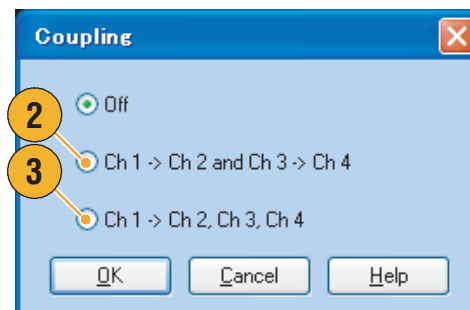 Coupling
Off
2
Ch 1 -> Ch 2 and Ch 3 -> Ch 4
3
Ch 1 -> Ch 2, Ch 3, Ch 4
OK Cancel Help